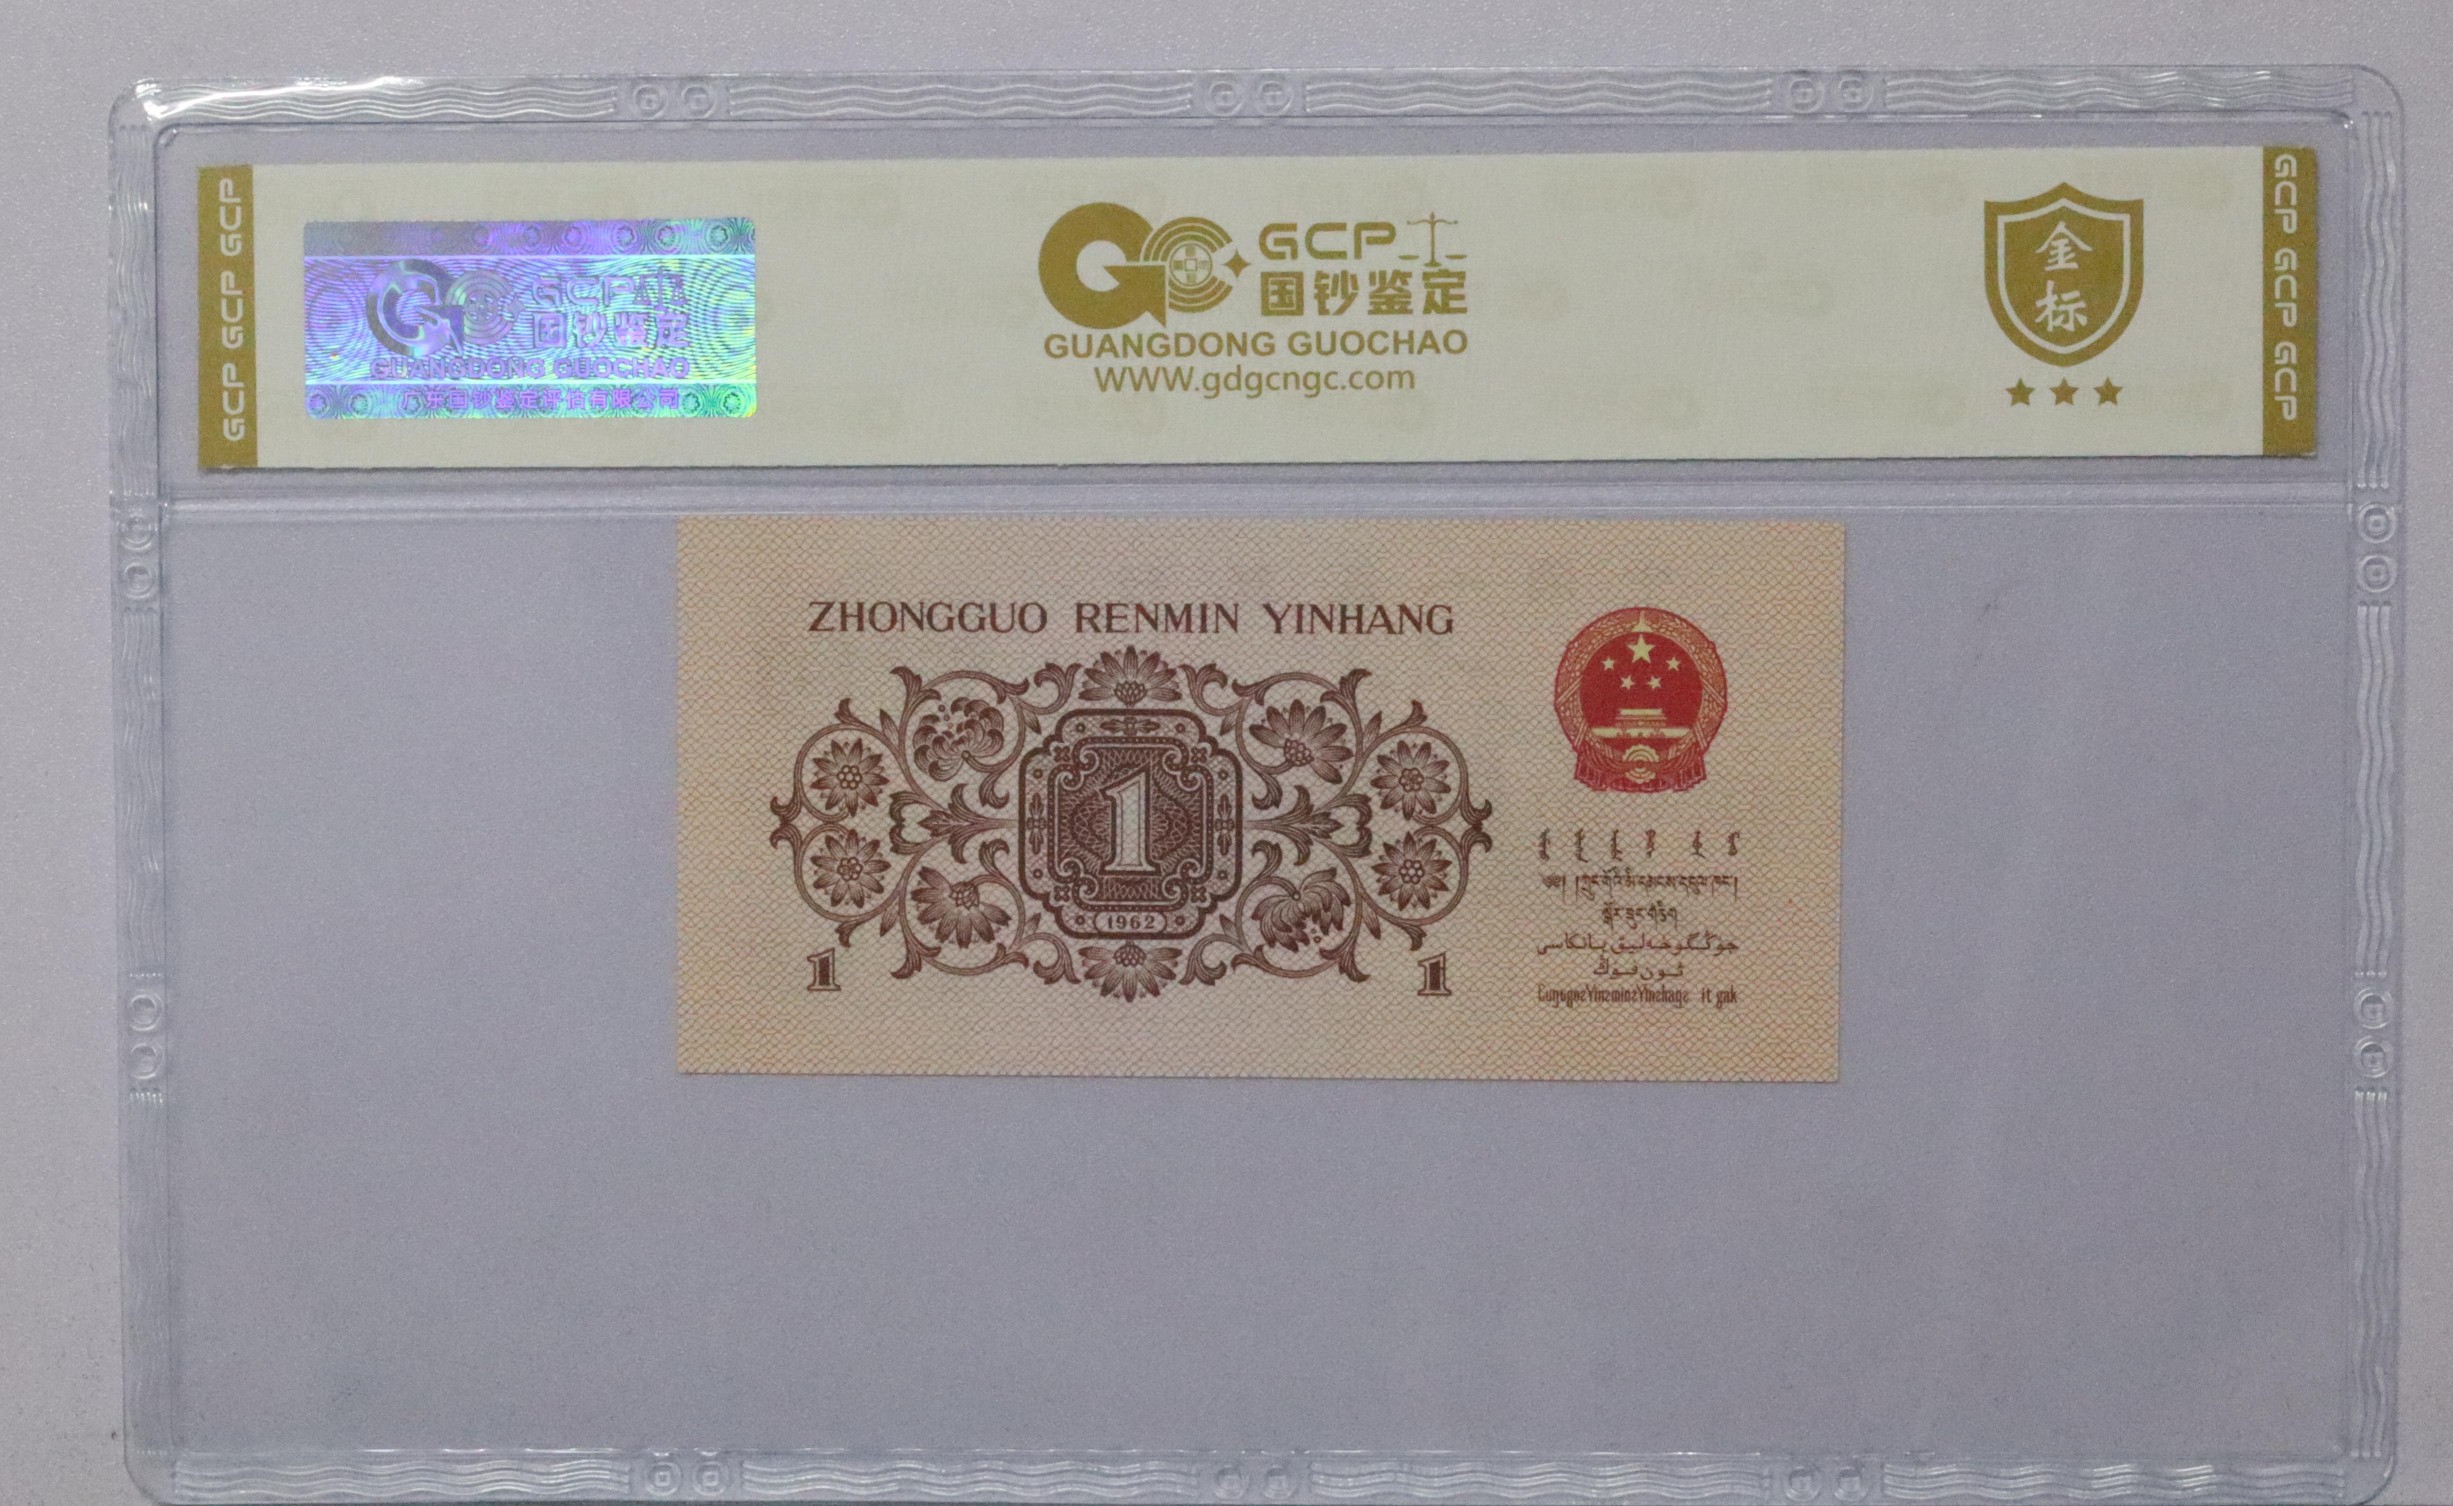 GCP GCP GCP
GCP
国钞鉴定
GUANGDONG GUOCHAO
广东国钞鉴定评估有限公司
GCP
国钞鉴定
GUANGDONG GUOCHAO
WWW.gdgcngc.com
金
标
GCP GCP GCP
ZHONGGUO RENMIN YINHANG
1
1962
1
1
جۇڭگوخەلىق بانكاسى